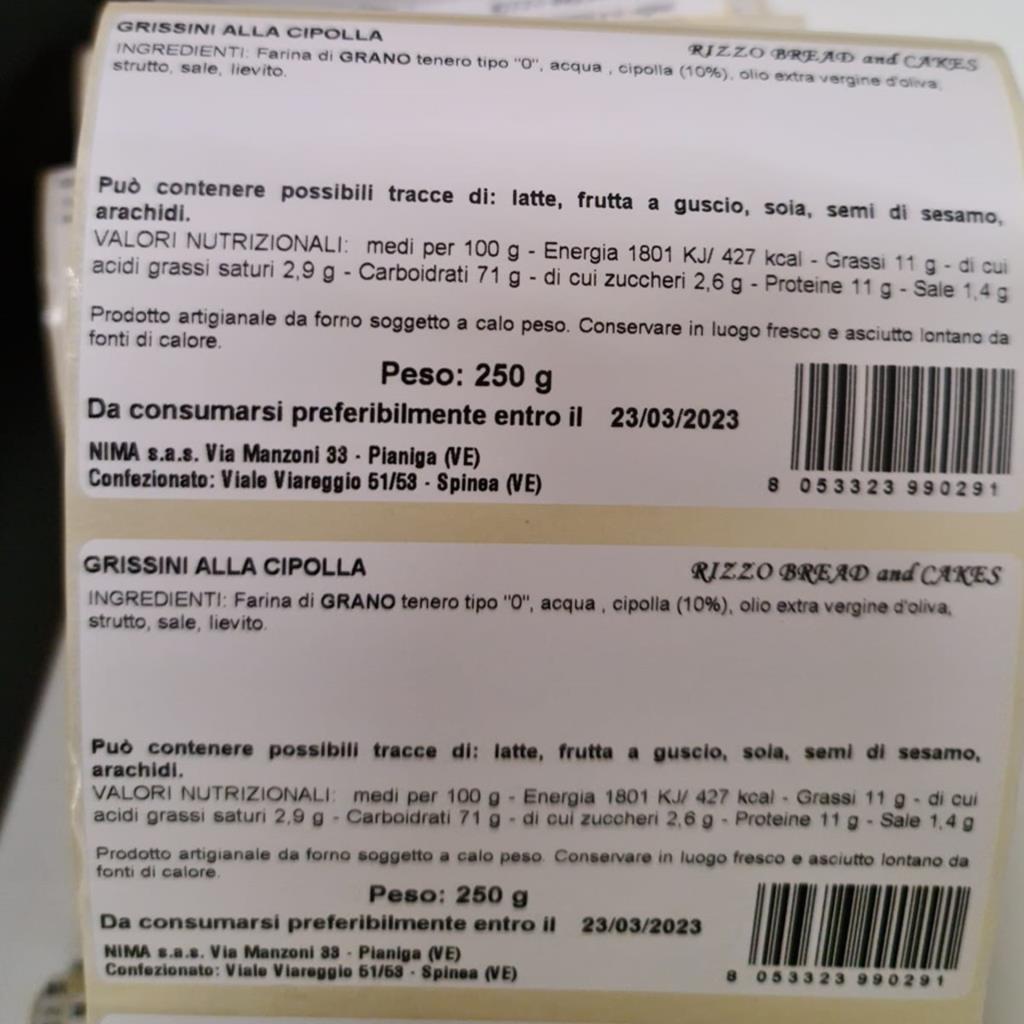 GRISSINI ALLA CIPOLLA
RIZZO BREAD and CAKES
INGREDIENTI: Farina di GRANO tenero tipo "0", acqua , cipolla (10%), olio extra vergine d'oliva,
strutto, sale, lievito.
Può contenere possibili tracce di: latte, frutta a guscio, soia, semi di sesamo,
arachidi.
VALORI NUTRIZIONALI: medi per 100 g - Energia 1801 KJ/ 427 kcal - Grassi 11 g - di cui
acidi grassi saturi 2,9 g - Carboidrati 71 g - di cui zuccheri 2,6 g - Proteine 11 g - Sale 1,4 g
Prodotto artigianale da forno soggetto a calo peso. Conservare in luogo fresco e asciutto lontano da
fonti di calore.
Peso: 250 g
Da consumarsi preferibilmente entro il 23/03/2023
NIMA s.a.s. Via Manzoni 33 - Pianiga (VE)
Confezionato: Viale Viareggio 51/53 - Spinea (VE)
8 053323 990291
GRISSINI ALLA CIPOLLA
RIZZO BREAD and CAKES
INGREDIENTI: Farina di GRANO tenero tipo "0", acqua , cipolla (10%), olio extra vergine d'oliva,
strutto, sale, lievito.
Può contenere possibili tracce di: latte, frutta a guscio, soia, semi di sesamo,
arachidi.
VALORI NUTRIZIONALI: medi per 100 g - Energia 1801 KJ/ 427 kcal - Grassi 11 g - di cui
acidi grassi saturi 2,9 g - Carboidrati 71 g - di cui zuccheri 2,6 g - Proteine 11 g - Sale 1,4 g
Prodotto artigianale da forno soggetto a calo peso. Conservare in luogo fresco e asciutto lontano da
fonti di calore.
Peso: 250 g
Da consumarsi preferibilmente entro il 23/03/2023
NIMA s.a.s. Via Manzoni 33 - Pianiga (VE)
Confezionato: Viale Viareggio 51/53 - Spinea (VE)
8 053323 990291